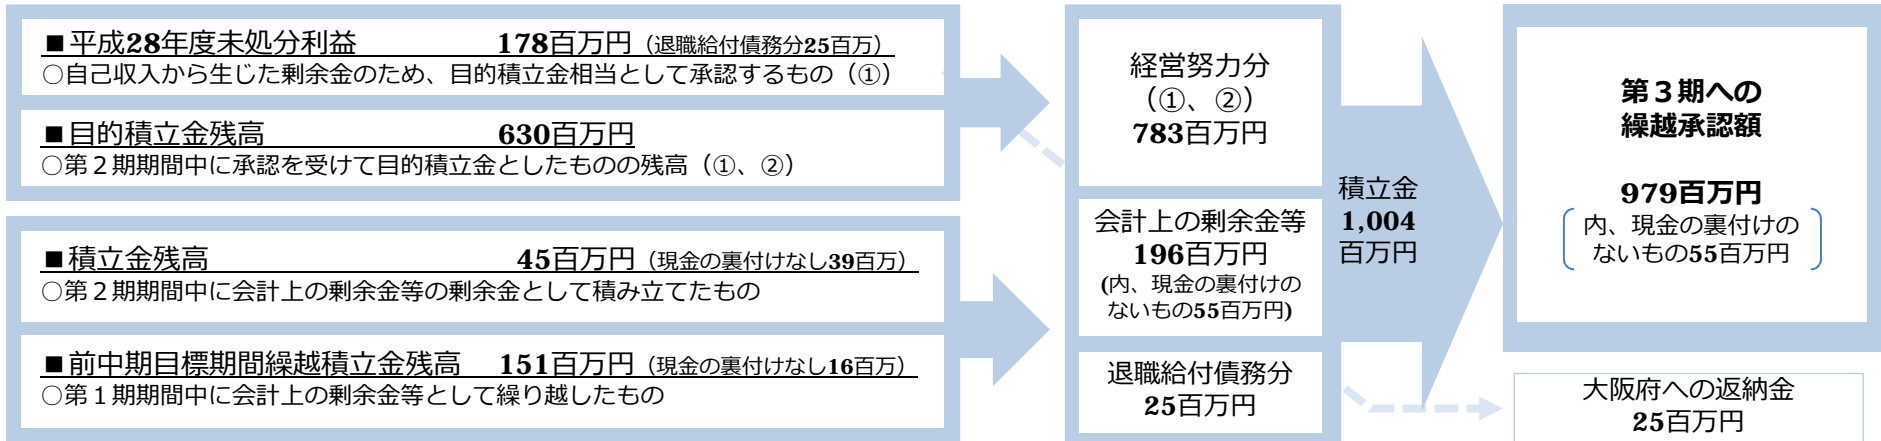 ■平成28年度未処分利益 178百万円（退職給付債務分25百万）
○自己収入から生じた剰余金のため、目的積立金相当として承認するもの（①）
■目的積立金残高 630百万円
○第２期期間中に承認を受けて目的積立金としたものの残高（①、②）
■積立金残高 45百万円（現金の裏付けなし39百万）
○第２期期間中に会計上の剰余金等の剰余金として積み立てたもの
■前中期目標期間繰越積立金残高 151百万円（現金の裏付けなし16百万）
○第１期期間中に会計上の剰余金等として繰り越したもの
経営努力分
（①、②）
783百万円
会計上の剰余金等
196百万円
(内、現金の裏付けの
ないもの55百万円)
退職給付債務分
25百万円
積立金
1,004
百万円
第３期への
繰越承認額
979百万円
内、現金の裏付けの
ないもの55百万円
大阪府への返納金
25百万円